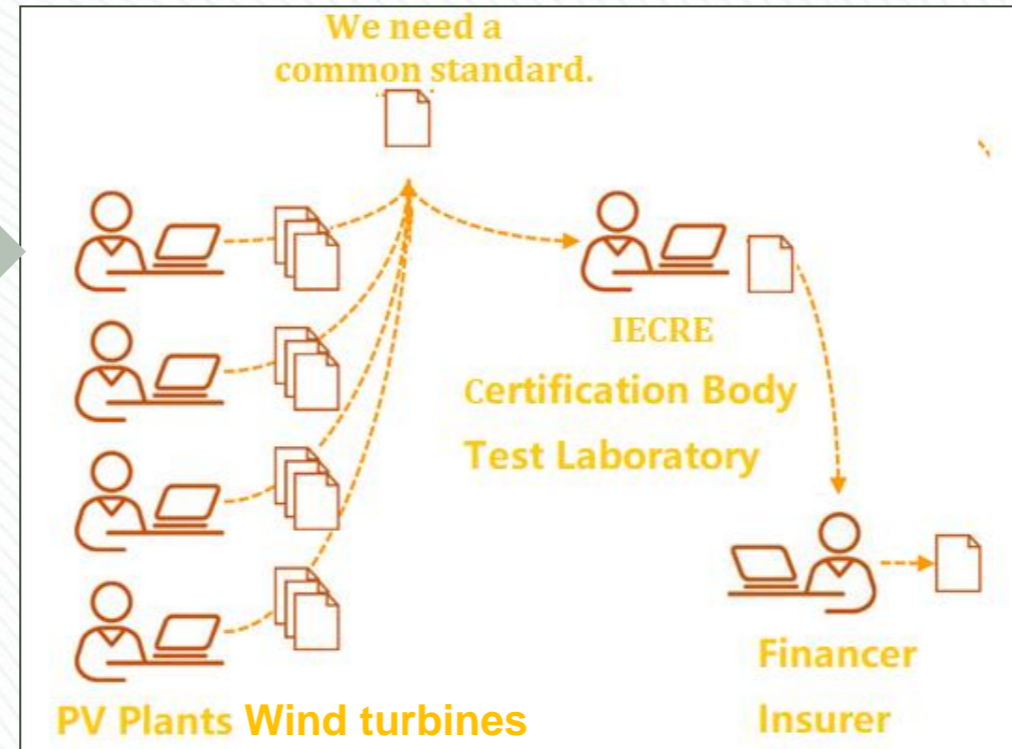 We need a
common standard.
IECRE
Certification Body
Test Laboratory
Financer
Insurer
PV Plants Wind turbines